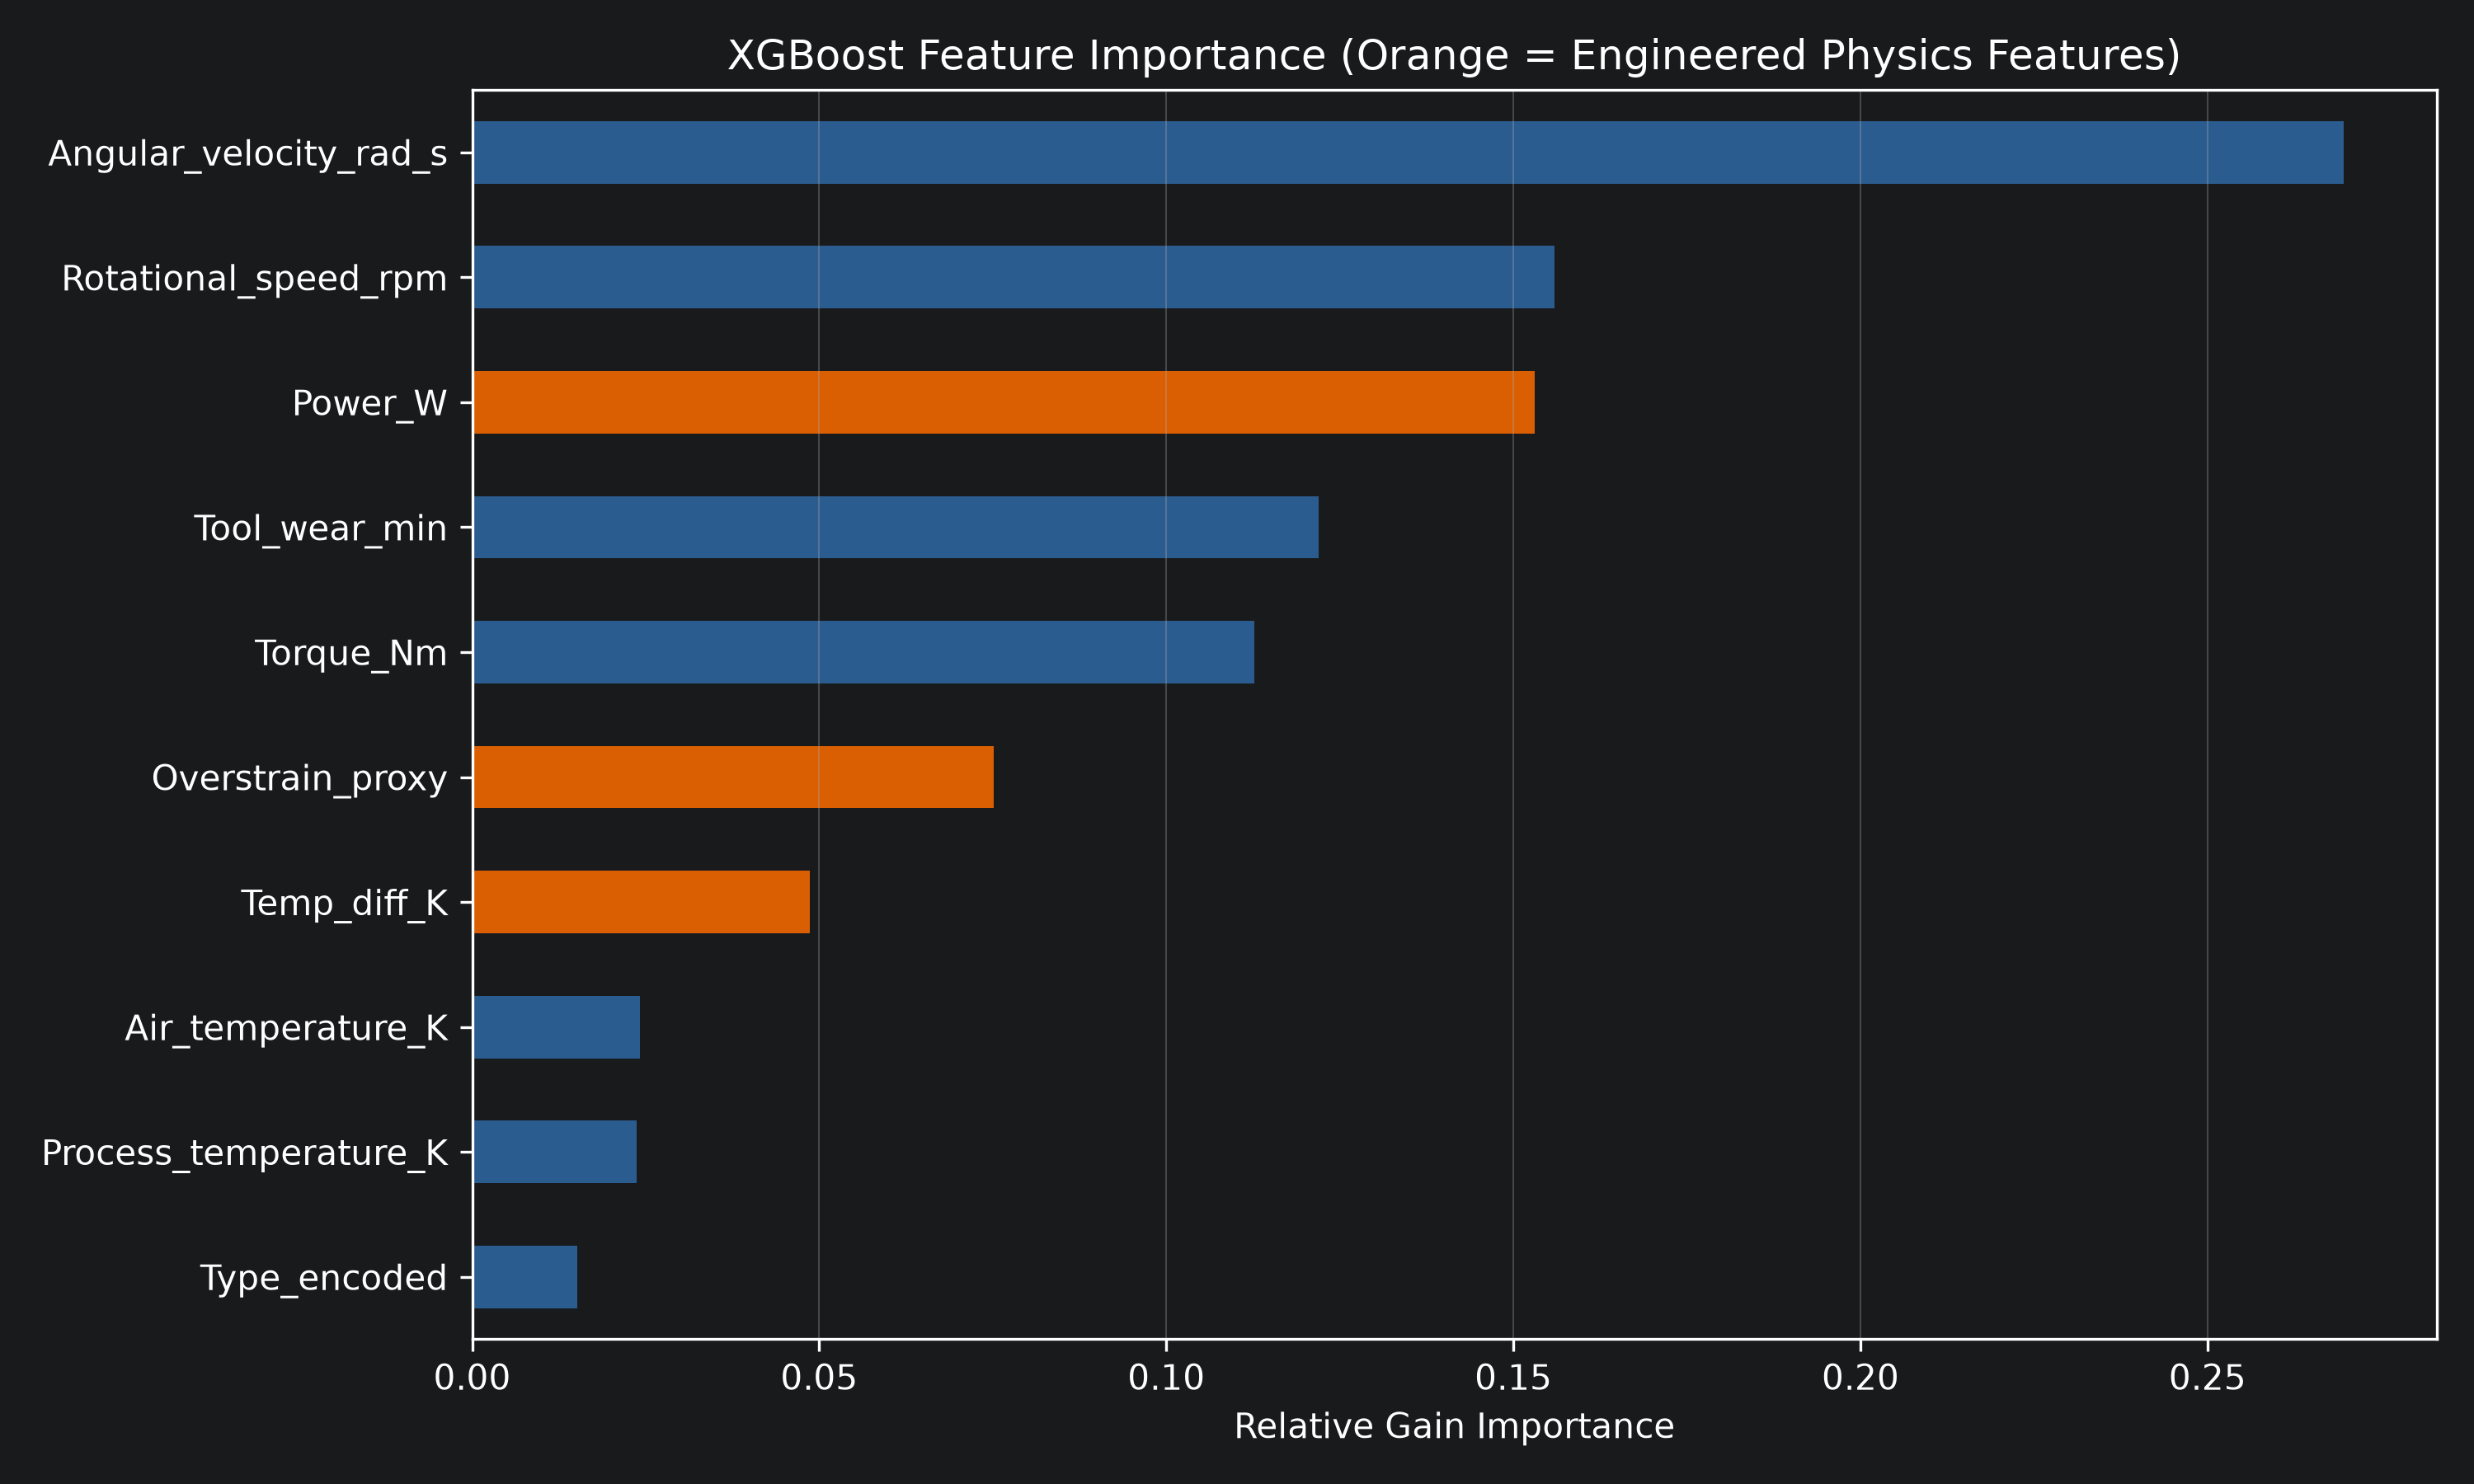 XGBoost Feature Importance (Orange = Engineered Physics Features)
Angular_velocity_rad_s
Rotational_speed_rpm
Power_W
Tool_wear_min
Torque_Nm
Overstrain_proxy
Temp_diff_K
Air_temperature_K
Process_temperature_K
Type_encoded
0.00 0.05 0.10 0.15 0.20 0.25
Relative Gain Importance